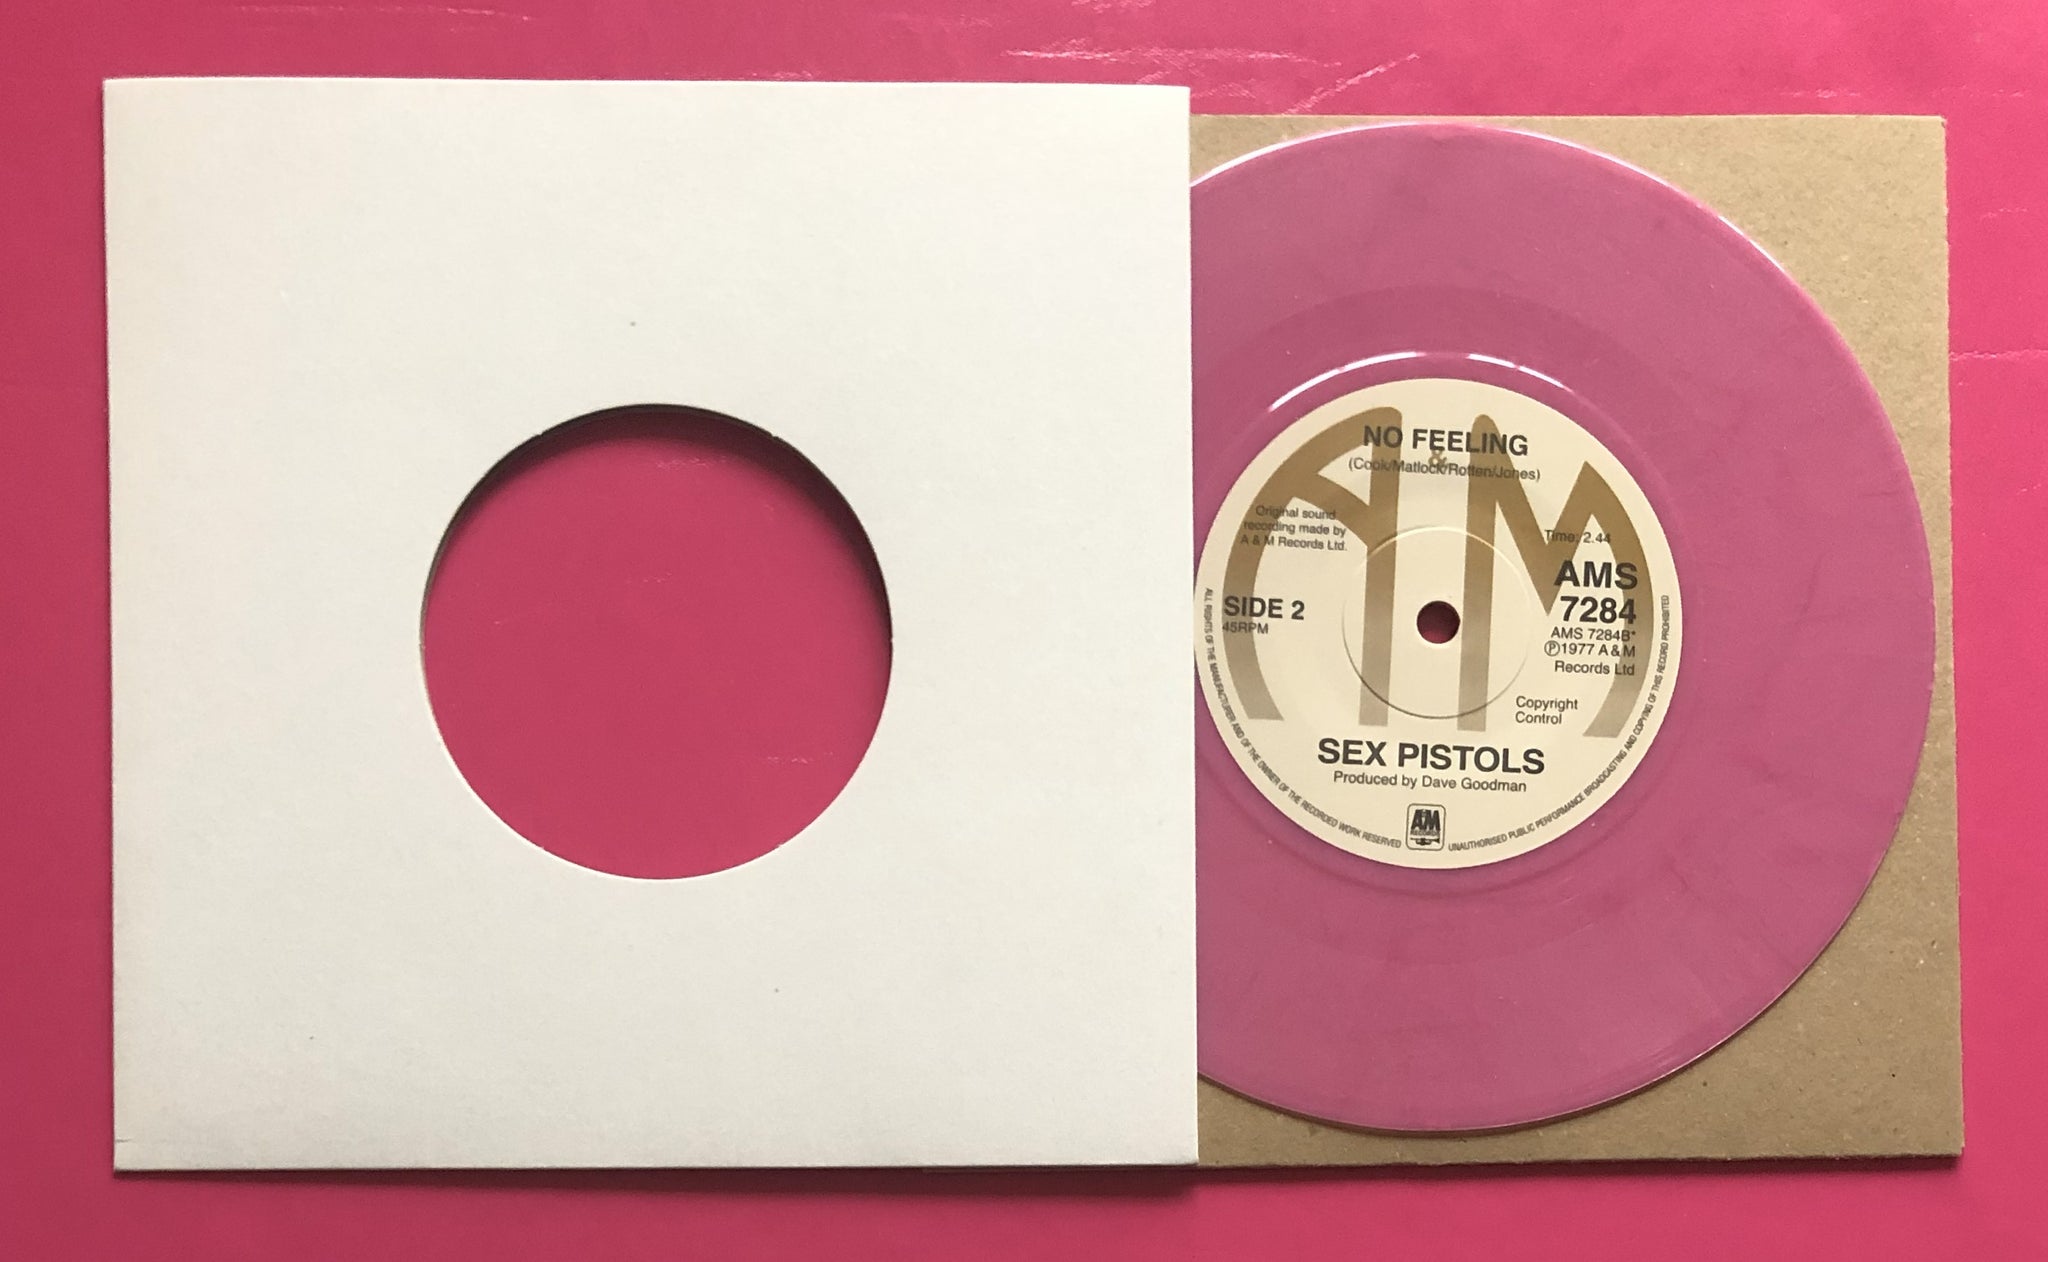 NO FEELING
&
(Cook/Matlock/Rotten/Jones)
Original sound
recording made by
A & M Records Ltd.
Time: 2.44
AMS
7284
SIDE 2
45RPM
AMS 7284B*
Ⓟ1977 A & M
Records Ltd
Copyright
Control
SEX PISTOLS
Produced by Dave Goodman
ALL RIGHTS OF THE MANUFACTURER AND OF THE OWNER OF THE RECORDED WORK RESERVED
AM
RECORDS
UNAUTHORISED PUBLIC PERFORMANCE BROADCASTING AND COPYING OF THIS RECORD PROHIBITED